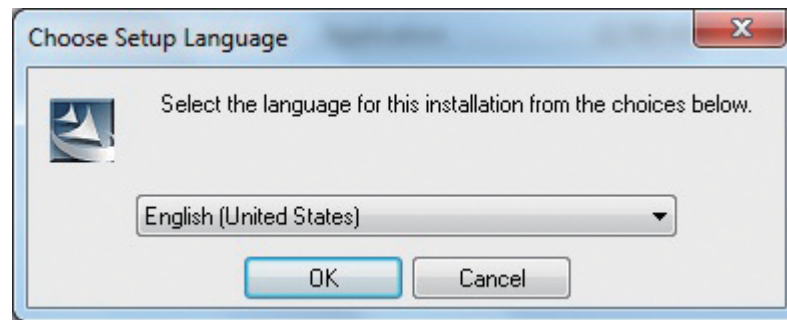 Choose Setup Language
Select the language for this installation from the choices below.
English (United States)
OK
Cancel